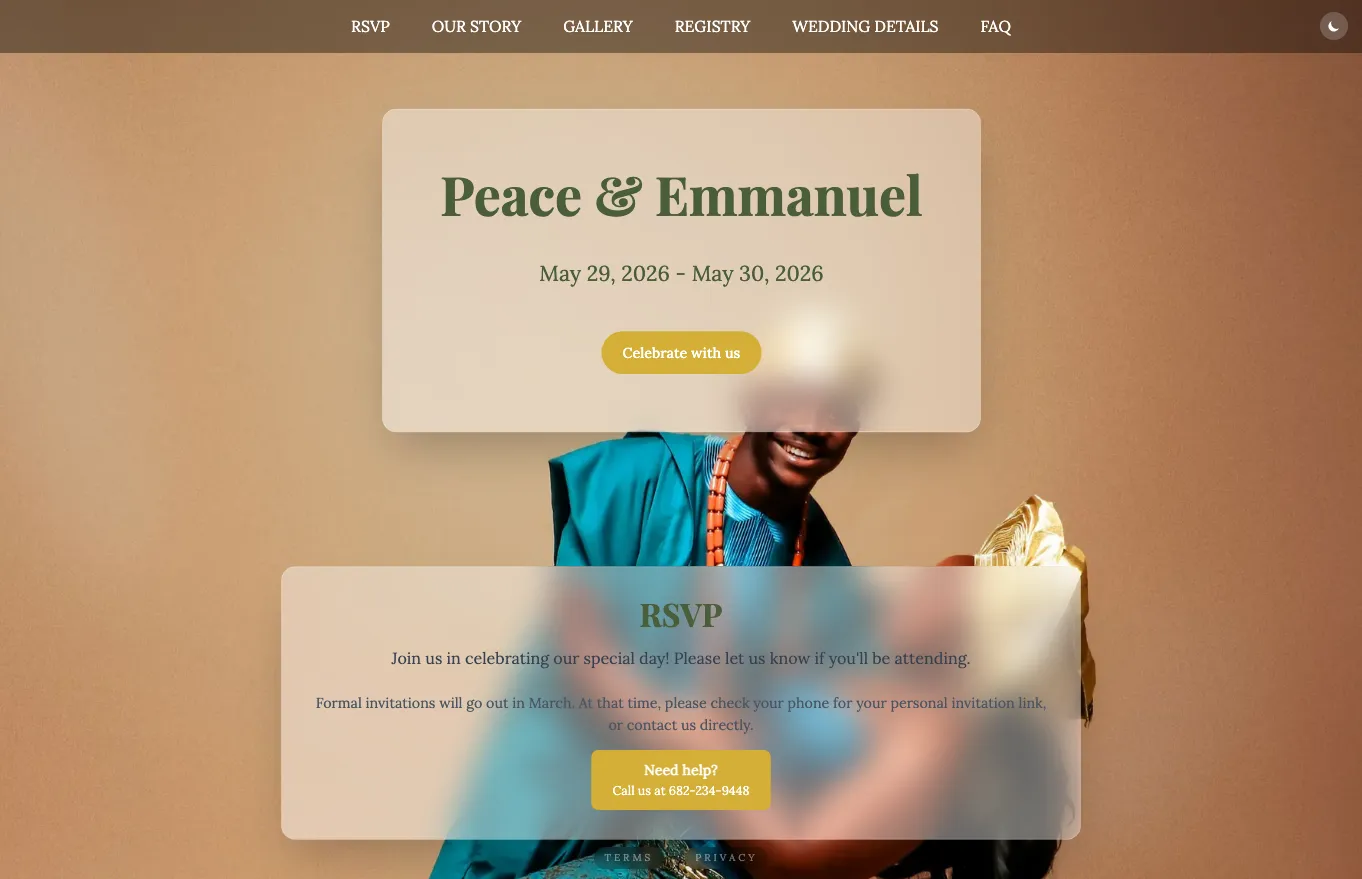 RSVP OUR STORY GALLERY REGISTRY WEDDING DETAILS FAQ
Peace & Emmanuel
May 29, 2026 - May 30, 2026
Celebrate with us
RSVP
Join us in celebrating our special day! Please let us know if you'll be attending.
Formal invitations will go out in March. At that time, please check your phone for your personal invitation link,
or contact us directly.
Need help?
Call us at 682-234-9448
TERMS PRIVACY